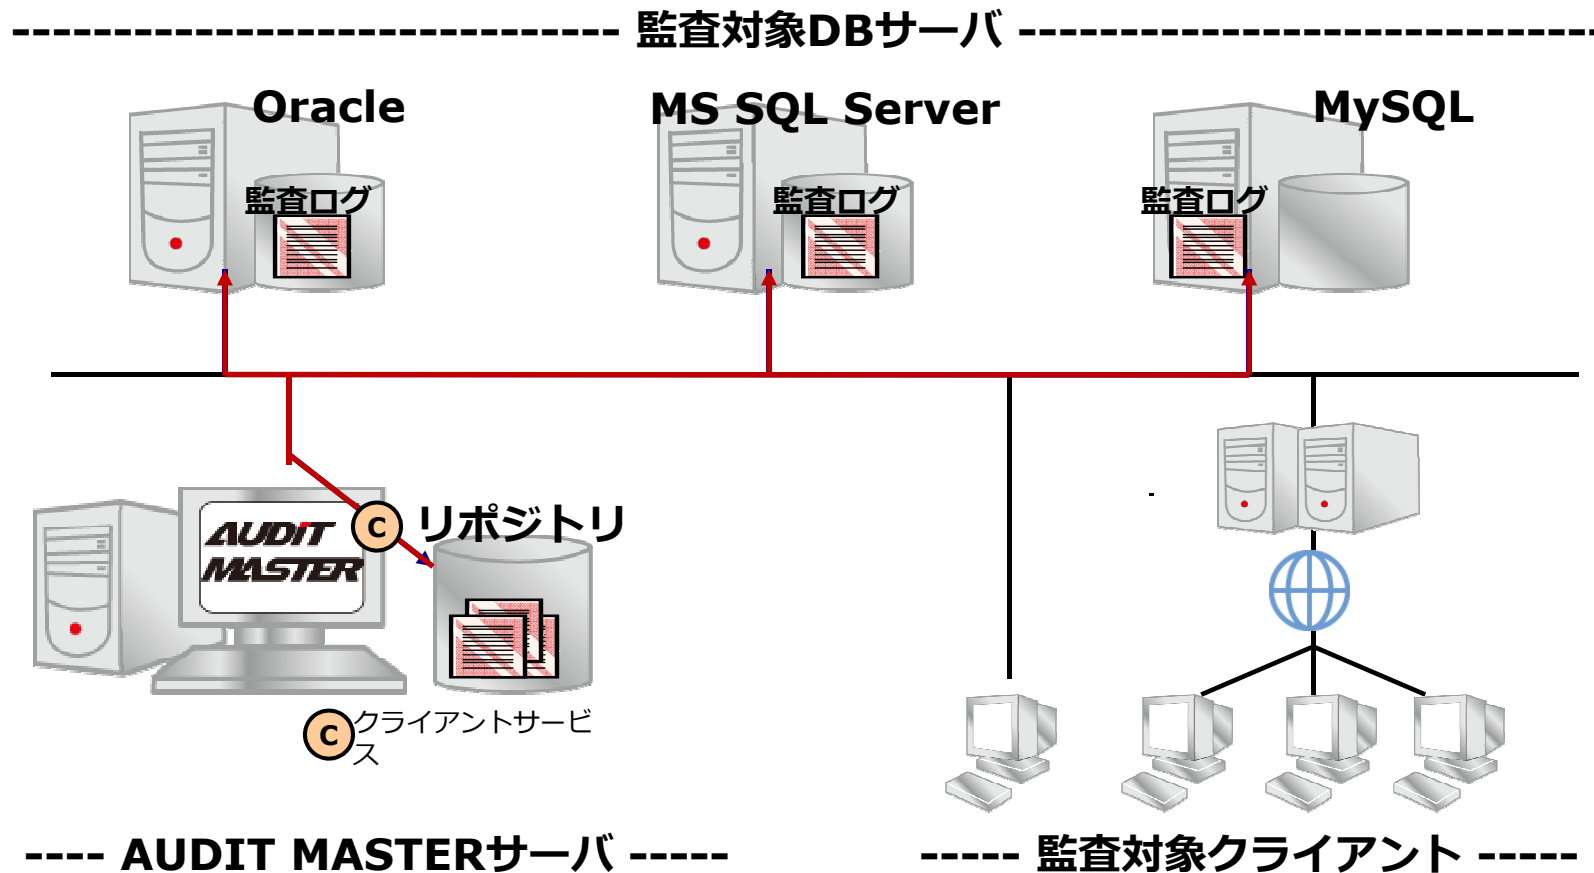 ------------------------------ 監査対象DBサーバ -----------------------------
Oracle
MS SQL Server
MySQL
監査ログ
監査ログ
監査ログ
AUDIT
MASTER
C
リポジトリ
-
C
クライアントサービ
ス
---- AUDIT MASTERサーバ -----
----- 監査対象クライアント -----